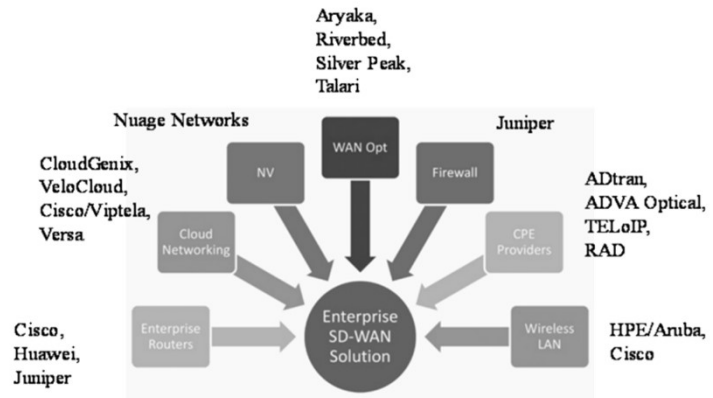 Aryaka,
Riverbed,
Silver Peak,
Talari
Nuage Networks
Juniper
WAN Opt
NV
Firewall
CloudGenix,
VeloCloud,
Cisco/Viptela,
Versa
ADtran,
ADVA Optical,
TELoIP,
RAD
Cloud
Networking
CPE
Providers
Cisco,
Huawei,
Juniper
Enterprise
Routers
Enterprise
SD-WAN
Solution
Wireless
LAN
HPE/Aruba,
Cisco